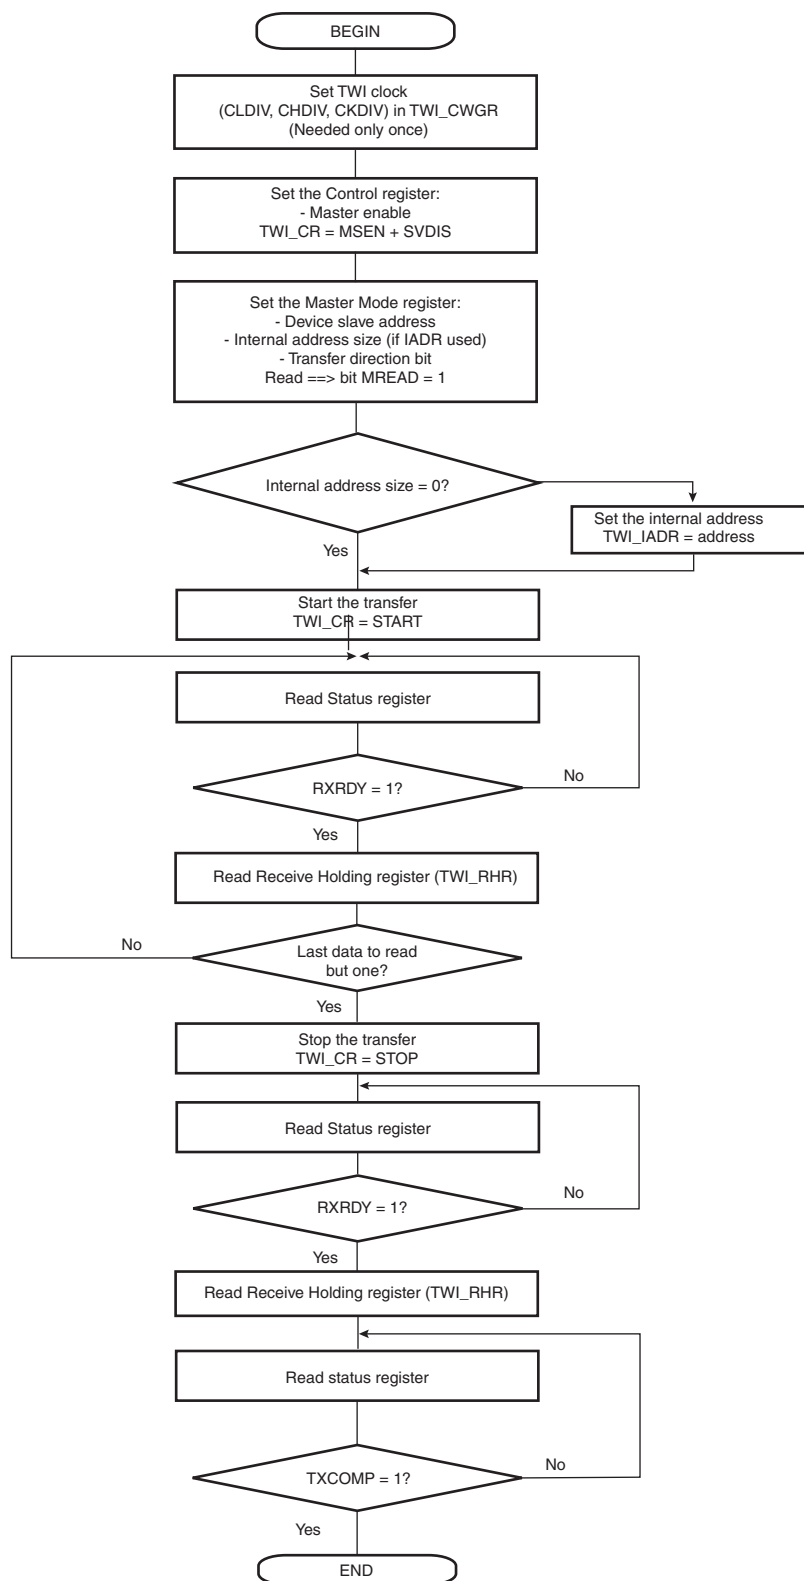 BEGIN
Set TWI clock
(CLDIV, CHDIV, CKDIV) in TWI_CWGR
(Needed only once)
Set the Control register:
- Master enable
TWI_CR = MSEN + SVDIS
Set the Master Mode register:
- Device slave address
- Internal address size (if IADR used)
- Transfer direction bit
Read ==> bit MREAD = 1
Internal address size = 0?
Set the internal address
TWI_IADR = address
Yes
Start the transfer
TWI_CR = START
Read Status register
RXRDY = 1?
No
Yes
Read Receive Holding register (TWI_RHR)
No
Last data to read
but one?
Yes
Stop the transfer
TWI_CR = STOP
Read Status register
No
RXRDY = 1?
Yes
Read Receive Holding register (TWI_RHR)
Read status register
No
TXCOMP = 1?
Yes
END